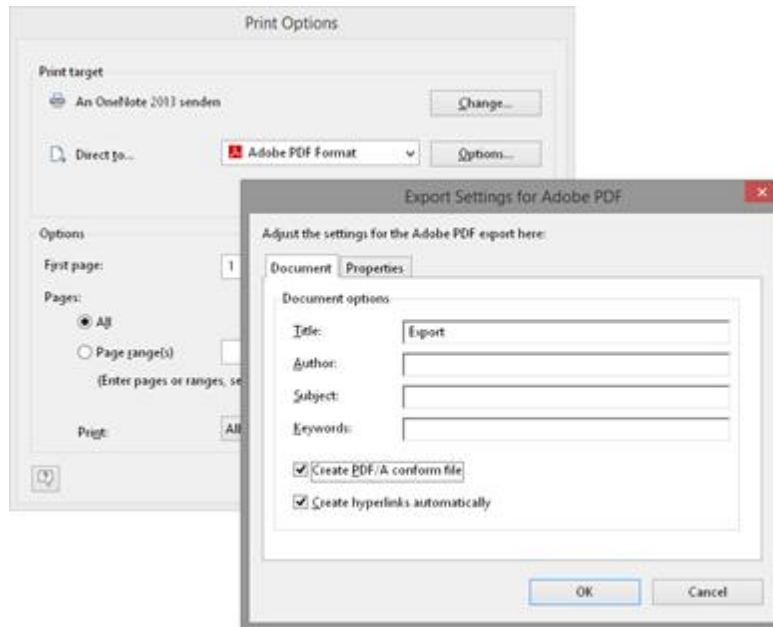 Print Options
Print target
An OneNote 2013 senden
Change...
Direct to...
Adobe PDF Format
Options...
Options
First page:
1
Pages:
All
Page range(s)
(Enter pages or ranges, se
Print:
All
Export Settings for Adobe PDF
Adjust the settings for the Adobe PDF export here:
Document Properties
Document options
Title:
Export
Author:
Subject:
Keywords:
Create PDF/A conform file
Create hyperlinks automatically
OK
Cancel